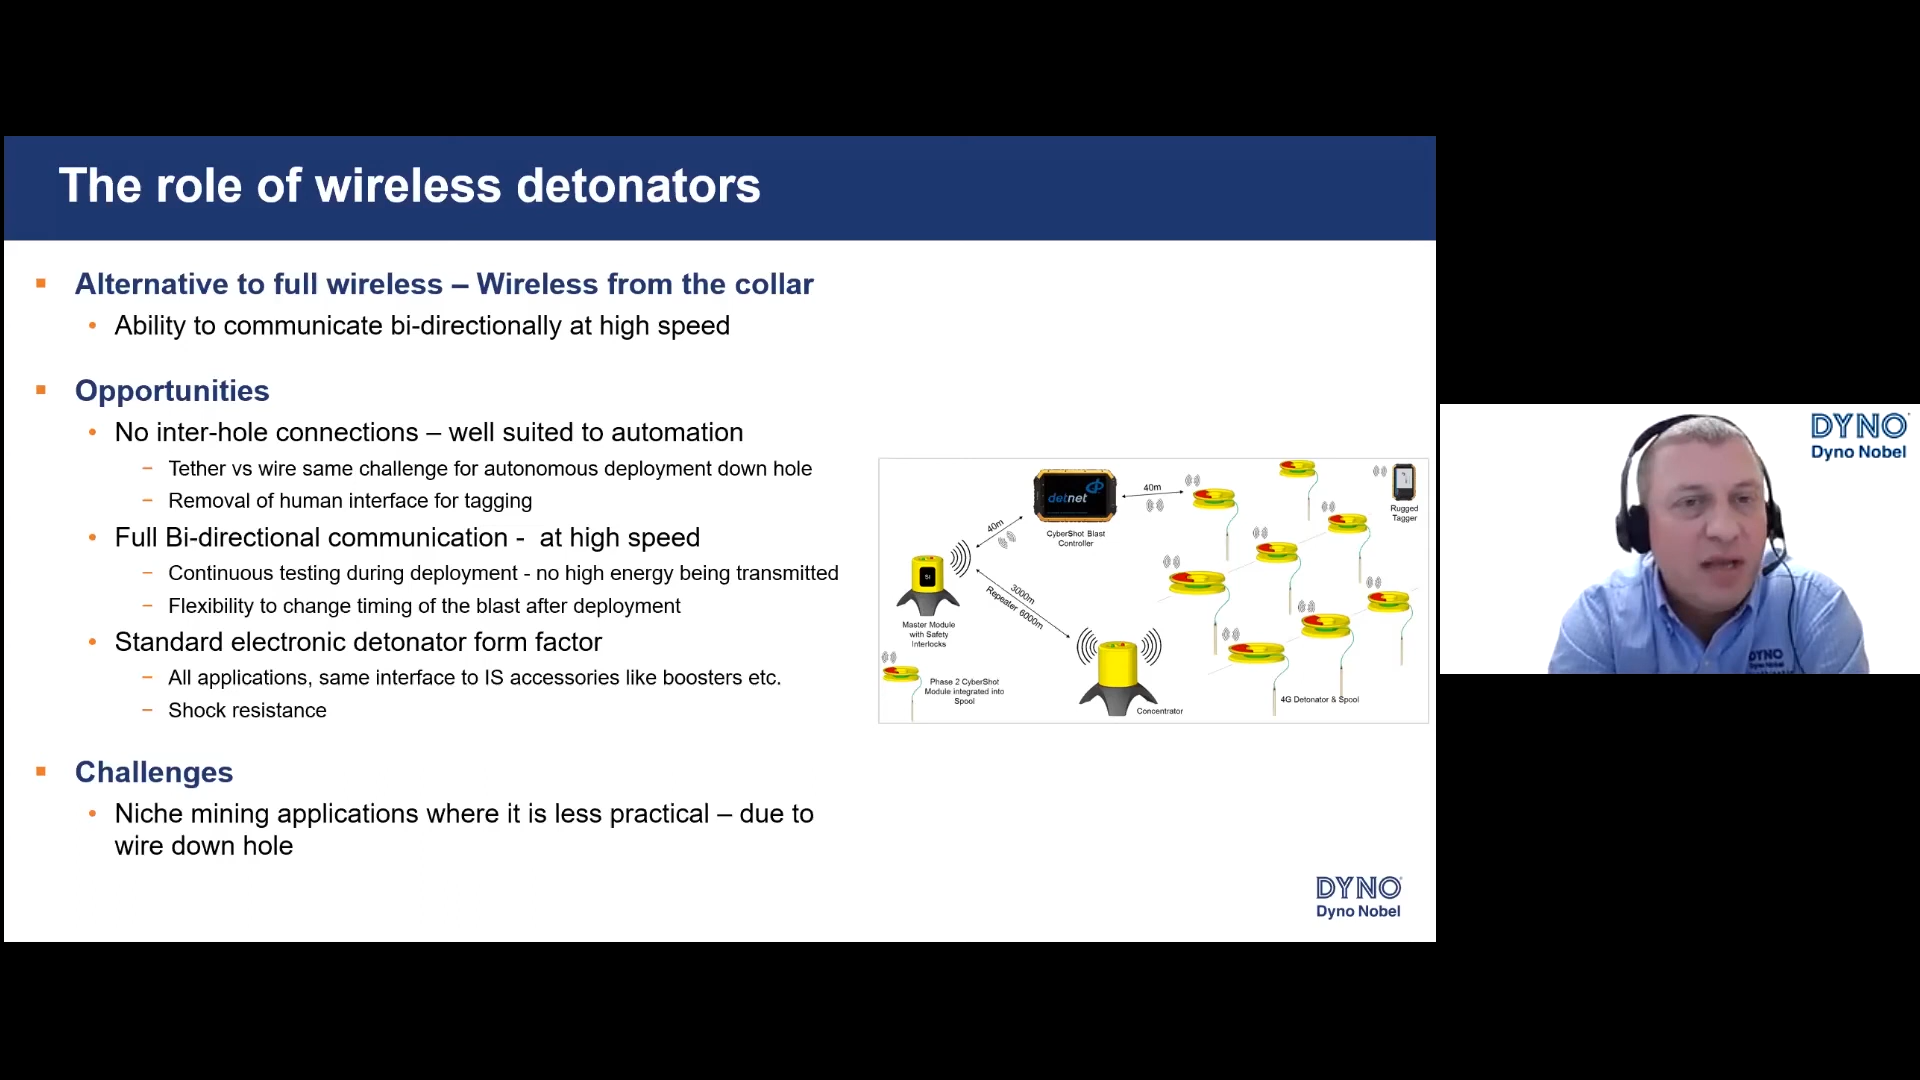 The role of wireless detonators
Alternative to full wireless – Wireless from the collar
Ability to communicate bi-directionally at high speed
Opportunities
No inter-hole connections – well suited to automation
Tether vs wire same challenge for autonomous deployment down hole
Removal of human interface for tagging
Full Bi-directional communication - at high speed
Continuous testing during deployment - no high energy being transmitted
Flexibility to change timing of the blast after deployment
Standard electronic detonator form factor
All applications, same interface to IS accessories like boosters etc.
Shock resistance
Challenges
Niche mining applications where it is less practical – due to
wire down hole
detnet
CyberShot Blast
Controller
40m
40m
Rugged
Tagger
3000m
Repeater 6000m
Master Module
with Safety
Interlocks
Phase 2 CyberShot
Module integrated into
Spool
Concentrator
4G Detonator & Spool
DYNO
Dyno Nobel
DYNO
Dyno Nobel
DYNO